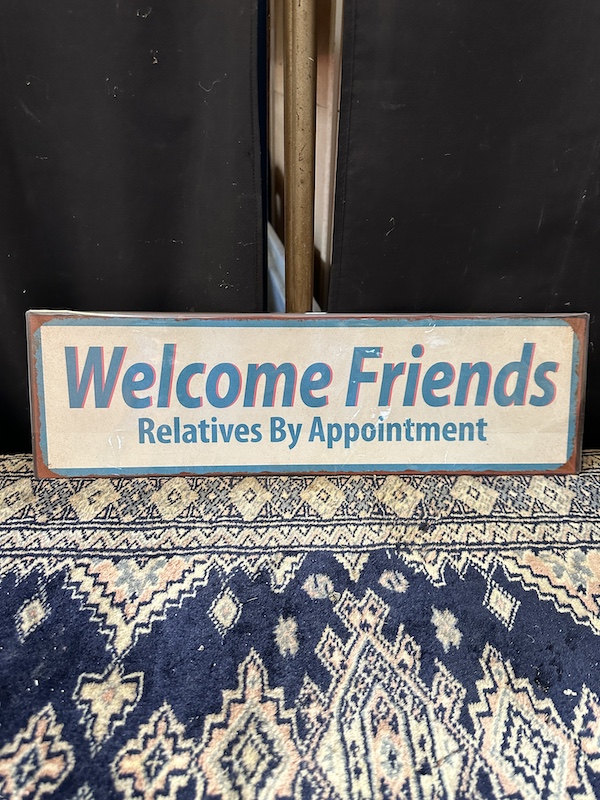 Welcome Friends
Relatives By Appointment